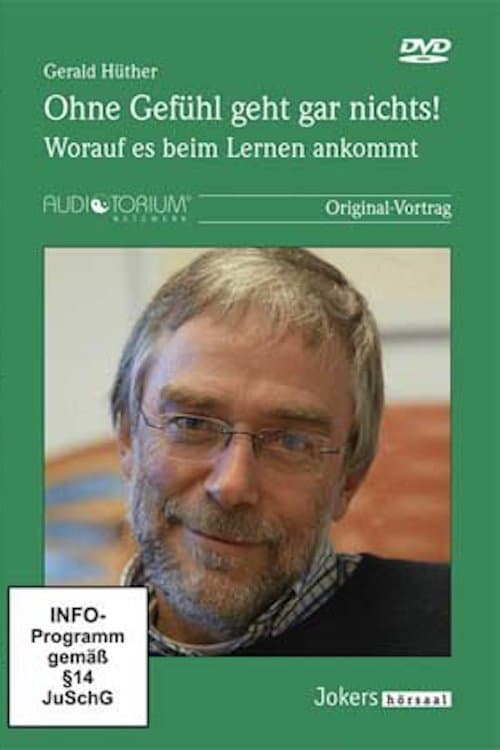 DVD
Gerald Hüther
Ohne Gefühl geht gar nichts!
Worauf es beim Lernen ankommt
AUDITORIUM®
NETZWERK
Original-Vortrag
INFO-
Programm
gemäß
§14
JuSchG
Jokers hörsaal